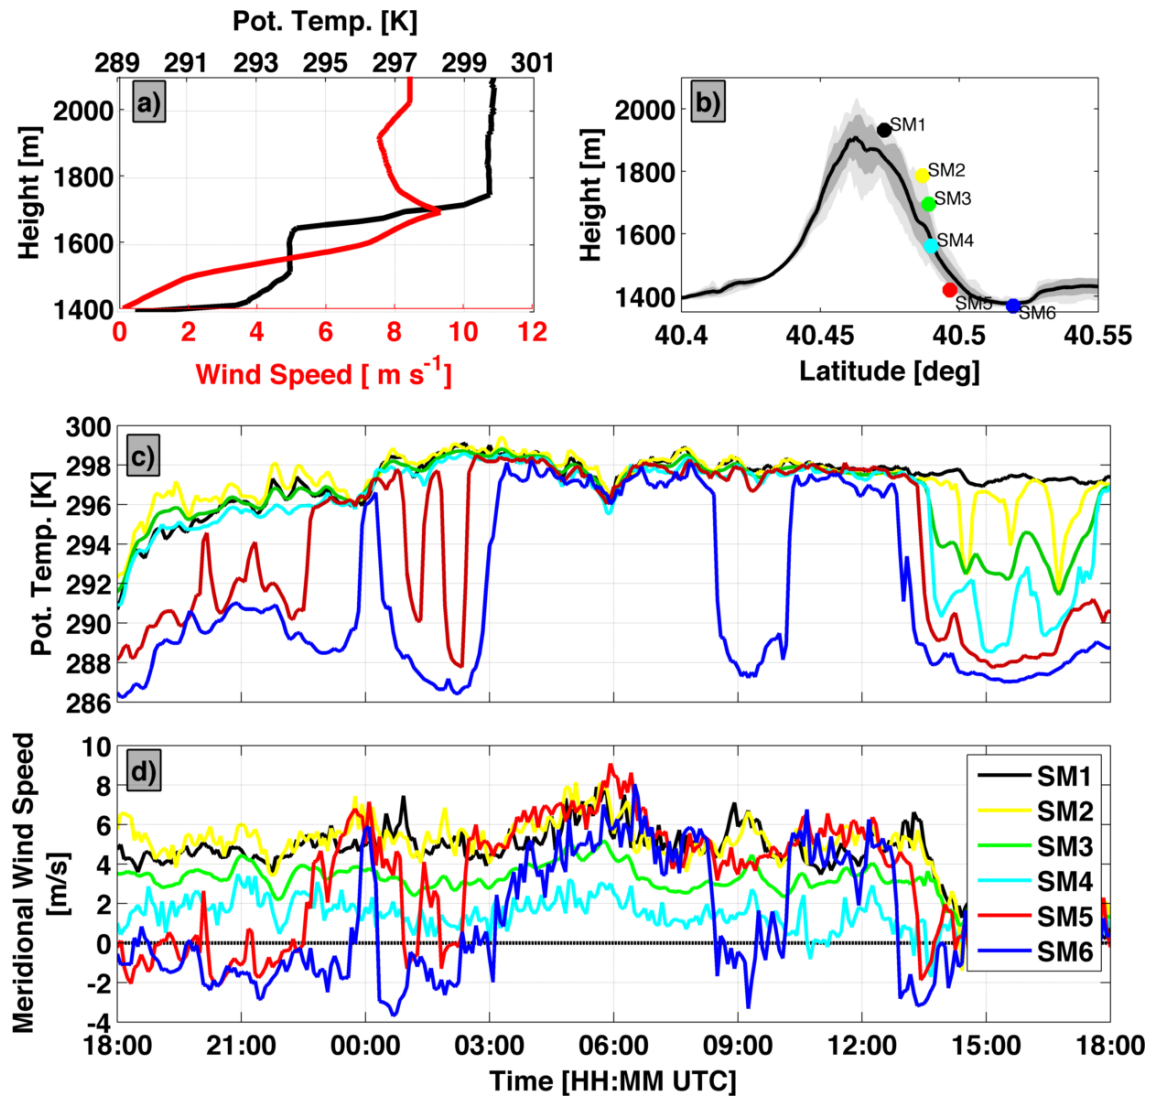 Pot. Temp. [K]
289 291 293 295 297 299 301
a)
Height [m]
2000
1800
1600
1400
0 2 4 6 8 10 12
Wind Speed [ m s-1]
b)
Height [m]
2000
1800
1600
1400
SM1
SM2
SM3
SM4
SM5
SM6
40.4 40.45 40.5 40.55
Latitude [deg]
c)
Pot. Temp. [K]
300
298
296
294
292
290
288
286
d)
Meridional Wind Speed
[m/s]
10
8
6
4
2
0
-2
-4
SM1
SM2
SM3
SM4
SM5
SM6
18:00 21:00 00:00 03:00 06:00 09:00 12:00 15:00 18:00
Time [HH:MM UTC]